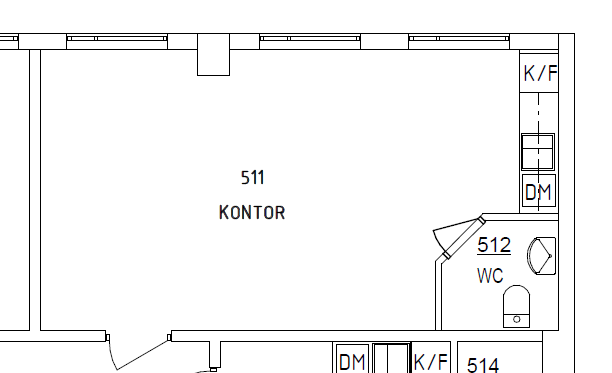 K/F
511
KONTOR
DM
512
WC
DM
K/F
514